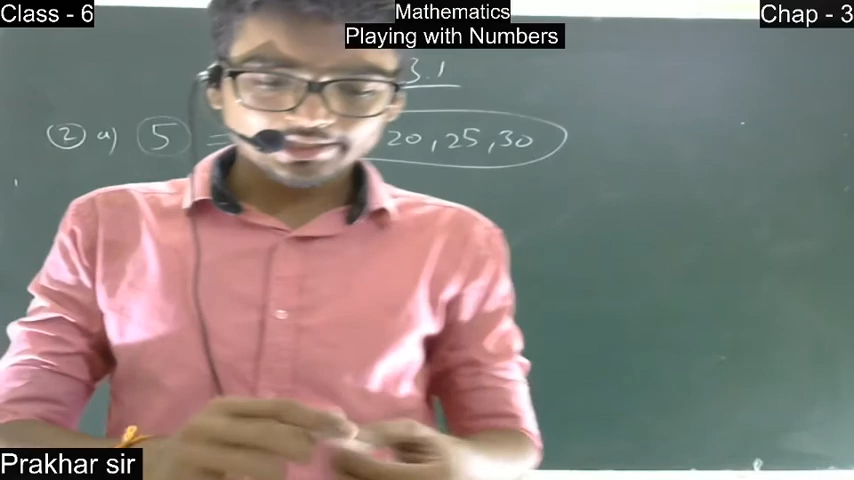 Class - 6
Mathematics
Chap - 3
Playing with Numbers
3.1
② a) 5 = 20, 25, 30
Prakhar sir